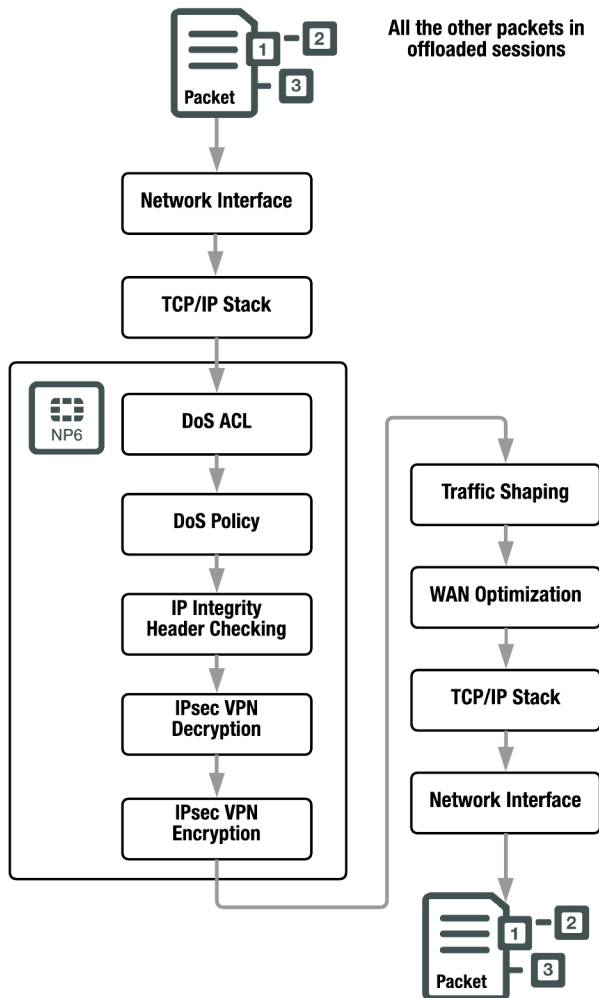 All the other packets in
offloaded sessions
1
2
3
Packet
Network Interface
TCP/IP Stack
NP6
DoS ACL
DoS Policy
IP Integrity
Header Checking
IPsec VPN
Decryption
IPsec VPN
Encryption
Traffic Shaping
WAN Optimization
TCP/IP Stack
Network Interface
1
2
3
Packet